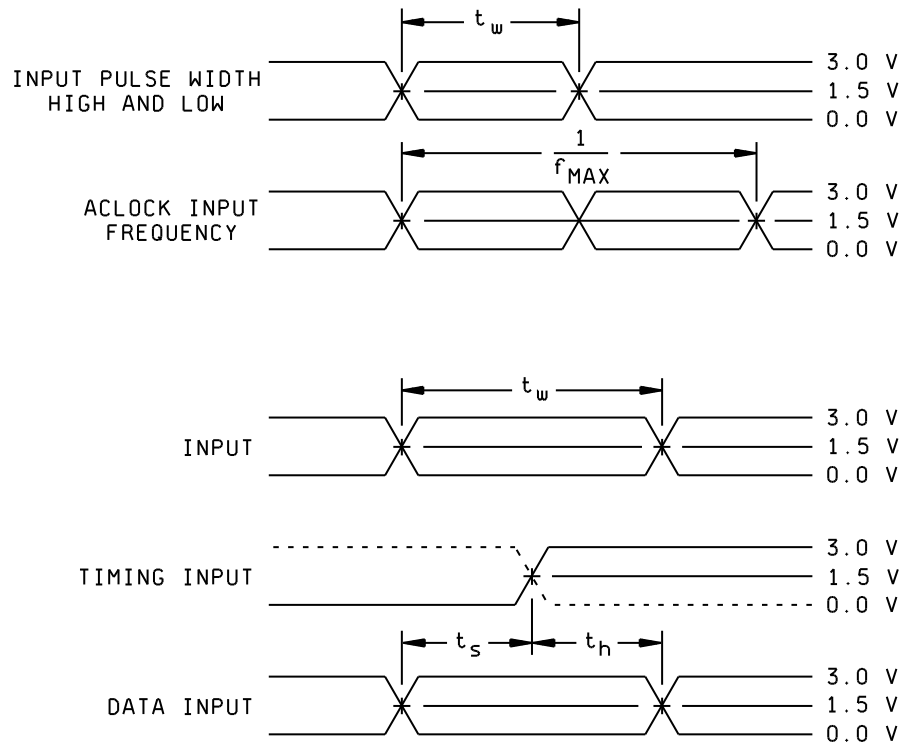 t w
INPUT PULSE WIDTH
HIGH AND LOW
3.0 V
1.5 V
0.0 V
1
f MAX
ACLOCK INPUT
FREQUENCY
3.0 V
1.5 V
0.0 V
t w
INPUT
3.0 V
1.5 V
0.0 V
TIMING INPUT
3.0 V
1.5 V
0.0 V
t s
t h
DATA INPUT
3.0 V
1.5 V
0.0 V